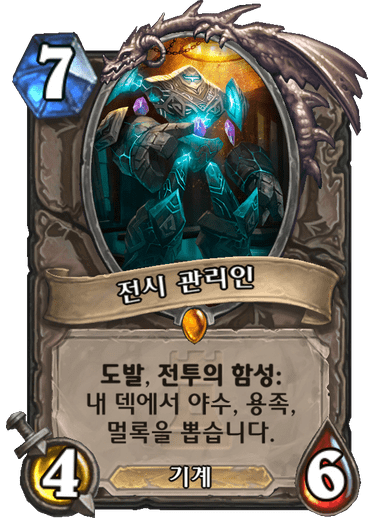 7
전시 관리인
도발, 전투의 함성:
내 덱에서 야수, 용족,
멀록을 뽑습니다.
기계
4
6